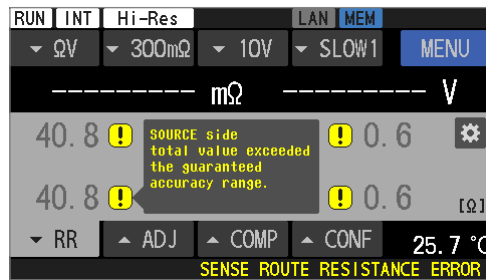 RUN INT Hi-Res LAN MEM
ΩV 300mΩ 10V SLOW1 MENU
---------- mΩ ---------- V
40.8 ! SOURCE side
total value exceeded
the guaranteed
accuracy range.
! 0.6
40.8 ! ! 0.6 [Ω]
RR ADJ COMP CONF 25.7 °C
SENSE ROUTE RESISTANCE ERROR